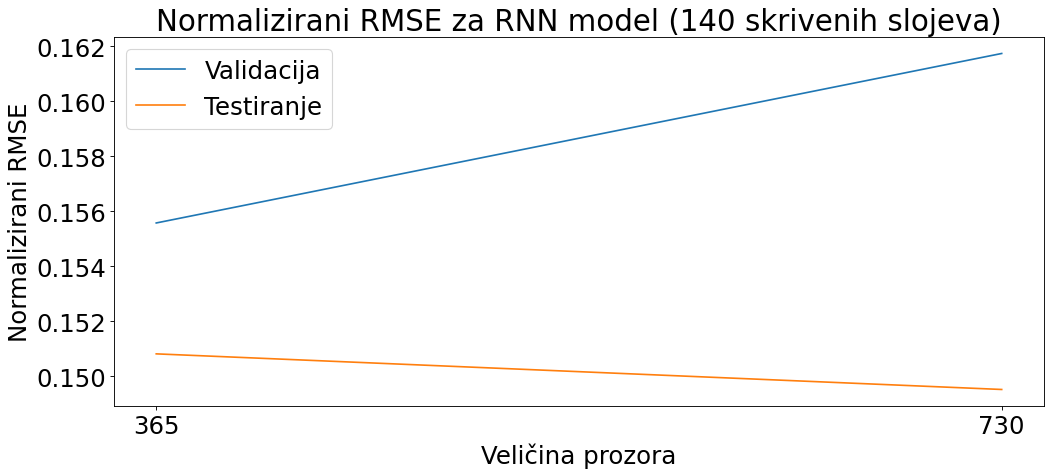 Normalizirani RMSE za RNN model (140 skrivenih slojeva)
Normalizirani RMSE
0.162
0.160
0.158
0.156
0.154
0.152
0.150
Validacija
Testiranje
365
730
Veličina prozora